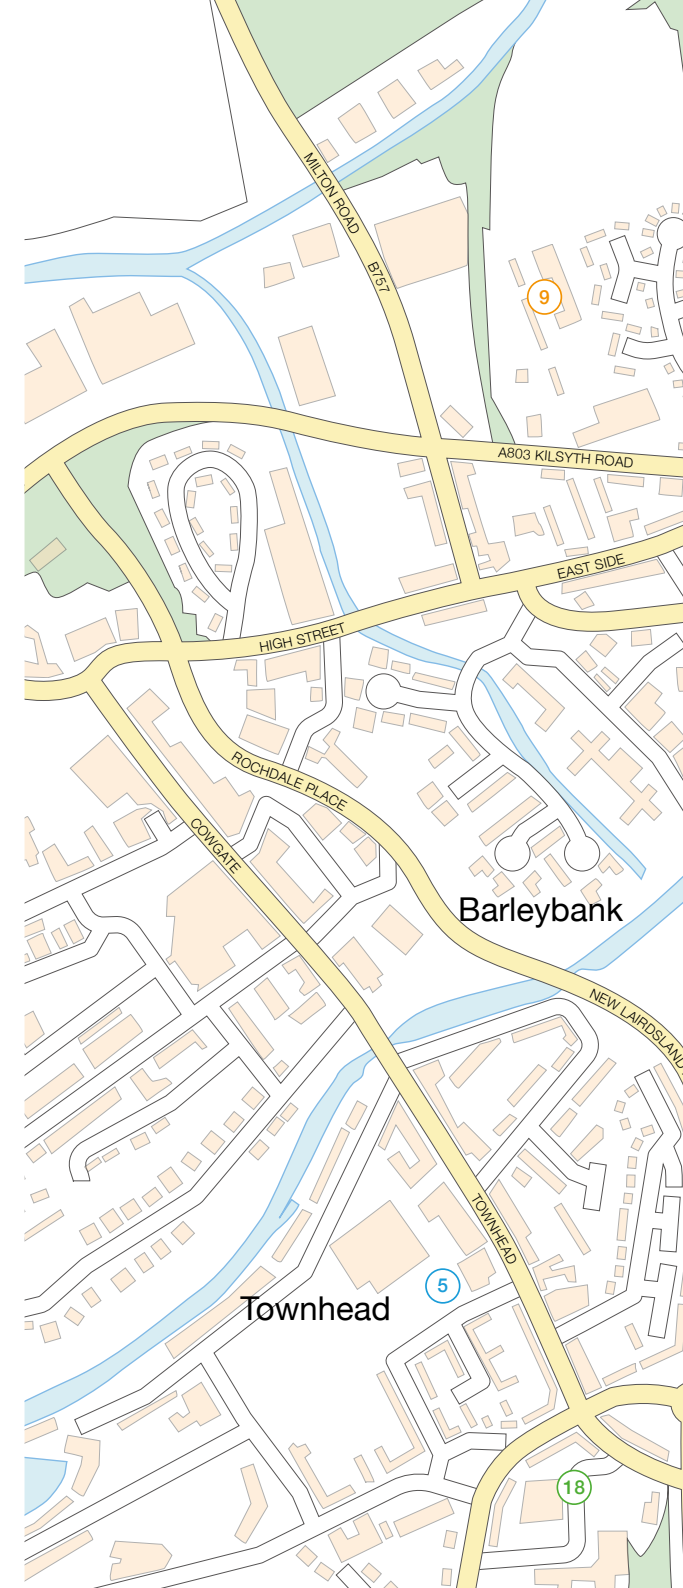 MILTON ROAD
B757
9
A803 KILSYTH ROAD
EAST SIDE
HIGH STREET
ROCHDALE PLACE
COWGATE
Barleybank
NEW LAIRDSLAND
TOWNHEAD
5
Townhead
18